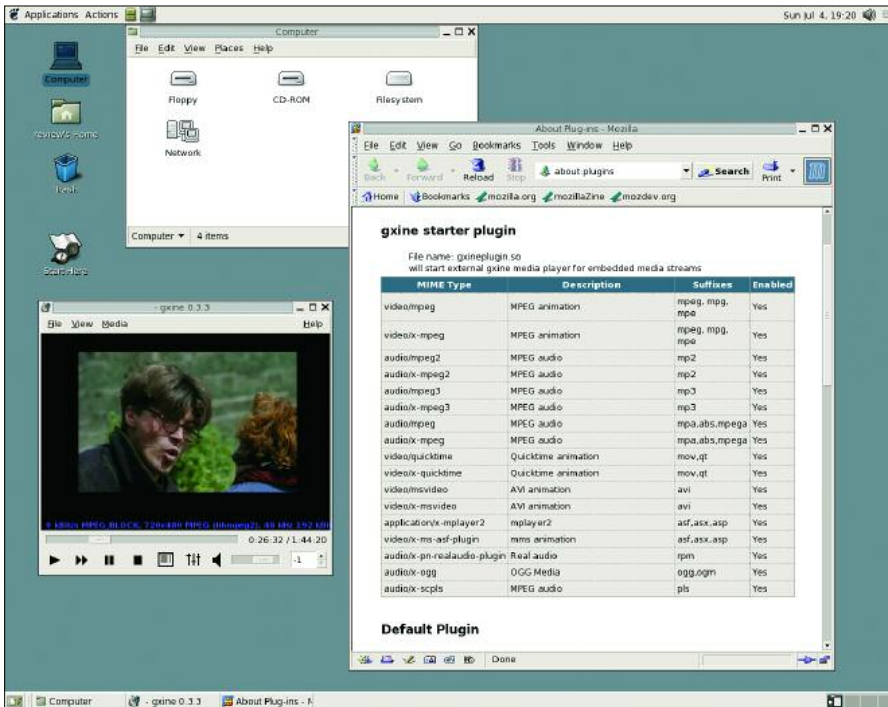 Applications Actions
Sun Jul 4, 19:20
Computer
review's Home
Trash
Start Here
Computer
File Edit View Places Help
Floppy
CD-ROM
Filesystem
Network
Computer
4 items
About Plug-ins - Mozilla
File Edit View Go Bookmarks Tools Window Help
Back Forward Reload Stop about:plugins Search Print
Home Bookmarks mozilla.org mozillaZine mozdev.org
gxine starter plugin
File name: gxineplugin.so
will start external gxine media player for embedded media streams
MIME Type Description Suffixes Enabled
video/mpeg MPEG animation mpeg, mpg, mpe Yes
video/x-mpeg MPEG animation mpeg, mpg, mpe Yes
audio/mpeg2 MPEG audio mp2 Yes
audio/x-mpeg2 MPEG audio mp2 Yes
audio/mpeg3 MPEG audio mp3 Yes
audio/x-mpeg3 MPEG audio mp3 Yes
audio/mpeg MPEG audio mpa,abs,mpega Yes
audio/x-mpeg MPEG audio mpa,abs,mpega Yes
video/quicktime Quicktime animation mov,qt Yes
video/x-quicktime Quicktime animation mov,qt Yes
video/msvideo AVI animation avi Yes
video/x-msvideo AVI animation avi Yes
application/x-mplayer2 mplayer2 asf,asx,asp Yes
video/x-ms-asf-plugin mms animation asf,asx,asp Yes
audio/x-pn-realaudio-plugin Real audio rpm Yes
audio/x-ogg OGG Media ogg,ogm Yes
audio/x-scpls MPEG audio pls Yes
Default Plugin
Done
- gxine 0.3.3
File View Media Help
MPEG_BLOCK, 720x480 MPEG (libmpeg2), 48 kHz 192
0:26:32 / 1:44:20
-1
Computer
- gxine 0.3.3
About Plug-ins - M